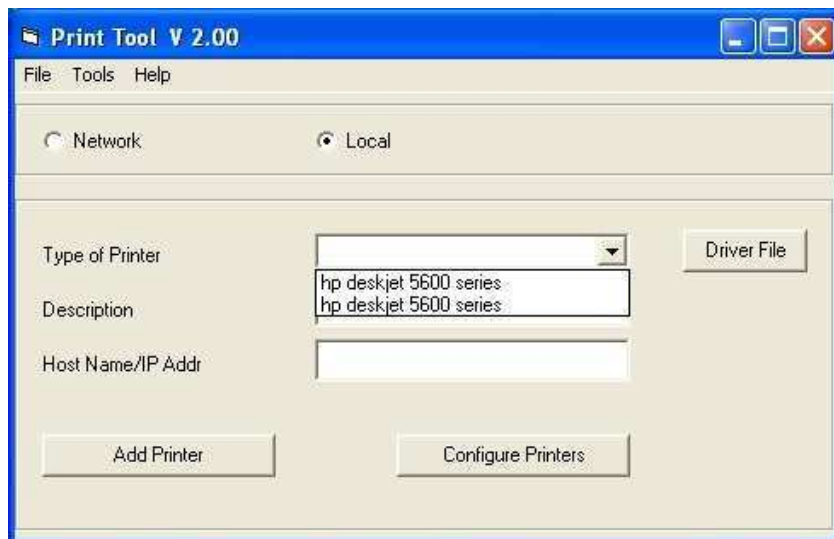 Print Tool V 2.00
File Tools Help
Network Local
Type of Printer Driver File
hp deskjet 5600 series
hp deskjet 5600 series
Description
Host Name/IP Addr
Add Printer Configure Printers